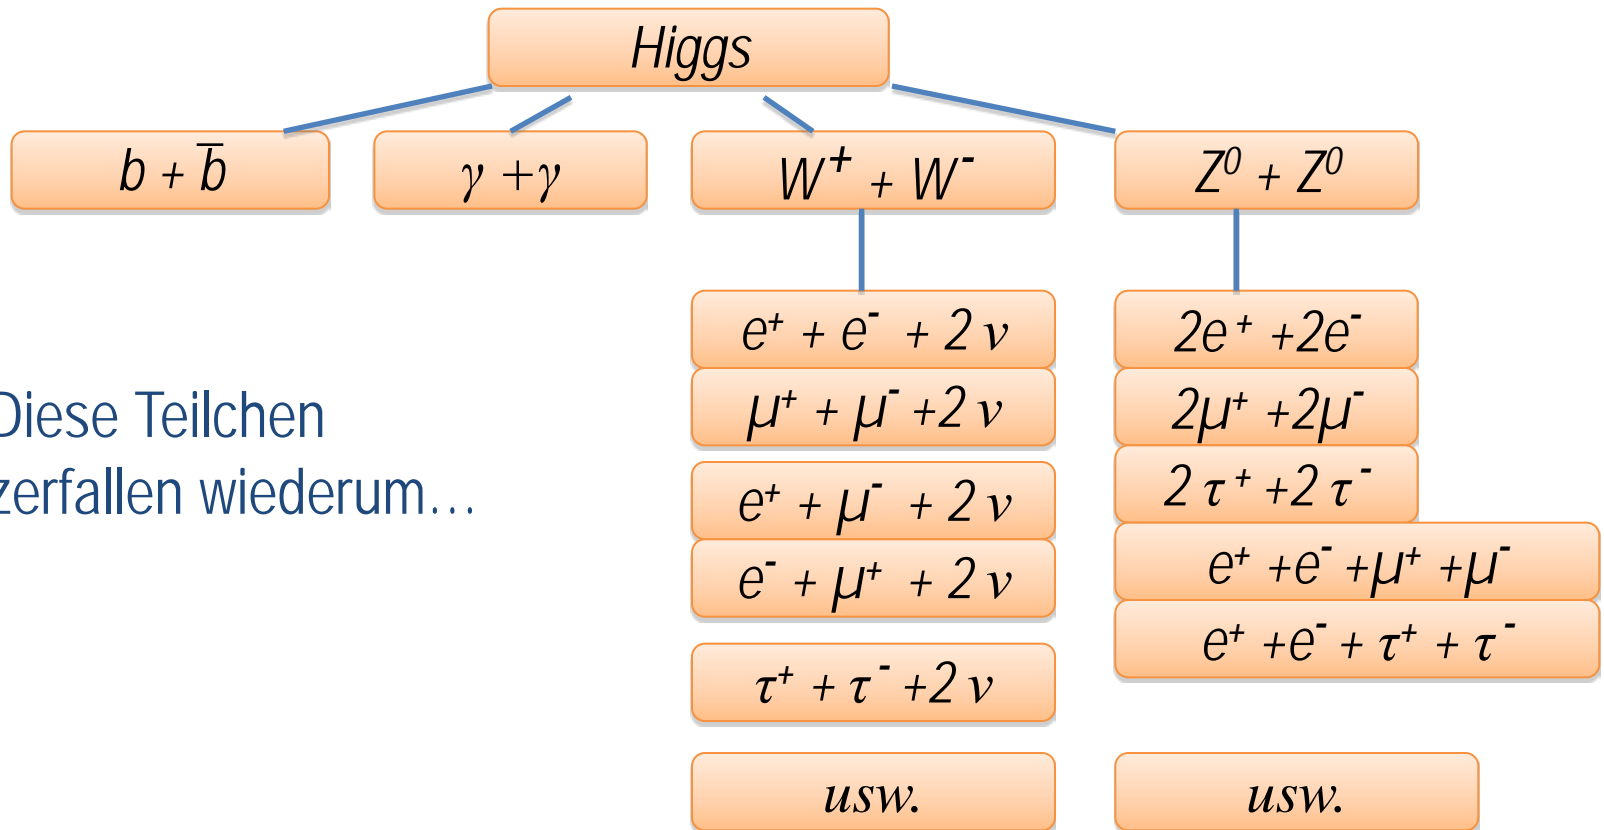 Higgs
b + b̅
γ +γ
W⁺ + W⁻
Z⁰ + Z⁰
e⁺ + e⁻ + 2 ν
μ⁺ + μ⁻ +2 ν
e⁺ + μ⁻ + 2 ν
e⁻ + μ⁺ + 2 ν
τ⁺ + τ⁻ +2 ν
usw.
2e⁺ +2e⁻
2μ⁺ +2μ⁻
2 τ⁺ +2 τ⁻
e⁺ +e⁻ +μ⁺ +μ⁻
e⁺ +e⁻ + τ⁺ + τ⁻
usw.
Diese Teilchen
zerfallen wiederum…